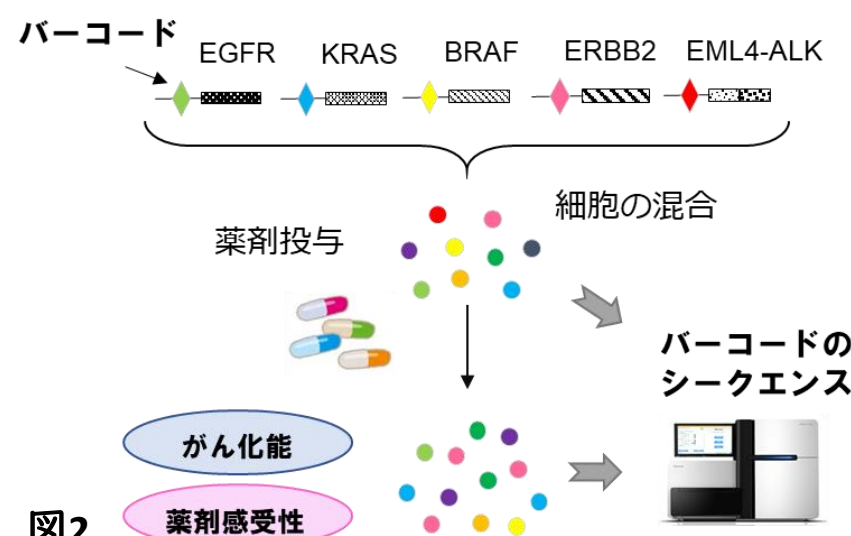 バーコード
EGFR KRAS BRAF ERBB2 EML4-ALK
細胞の混合
薬剤投与
バーコードの
シークエンス
がん化能
薬剤感受性
図2